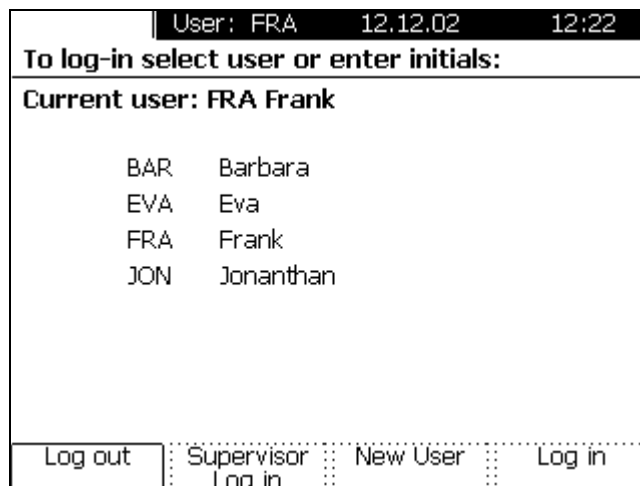 User: FRA 12.12.02 12:22
To log-in select user or enter initials:
Current user: FRA Frank
BAR Barbara
EVA Eva
FRA Frank
JON Jonanthan
Log out Supervisor New User Log in
Log in